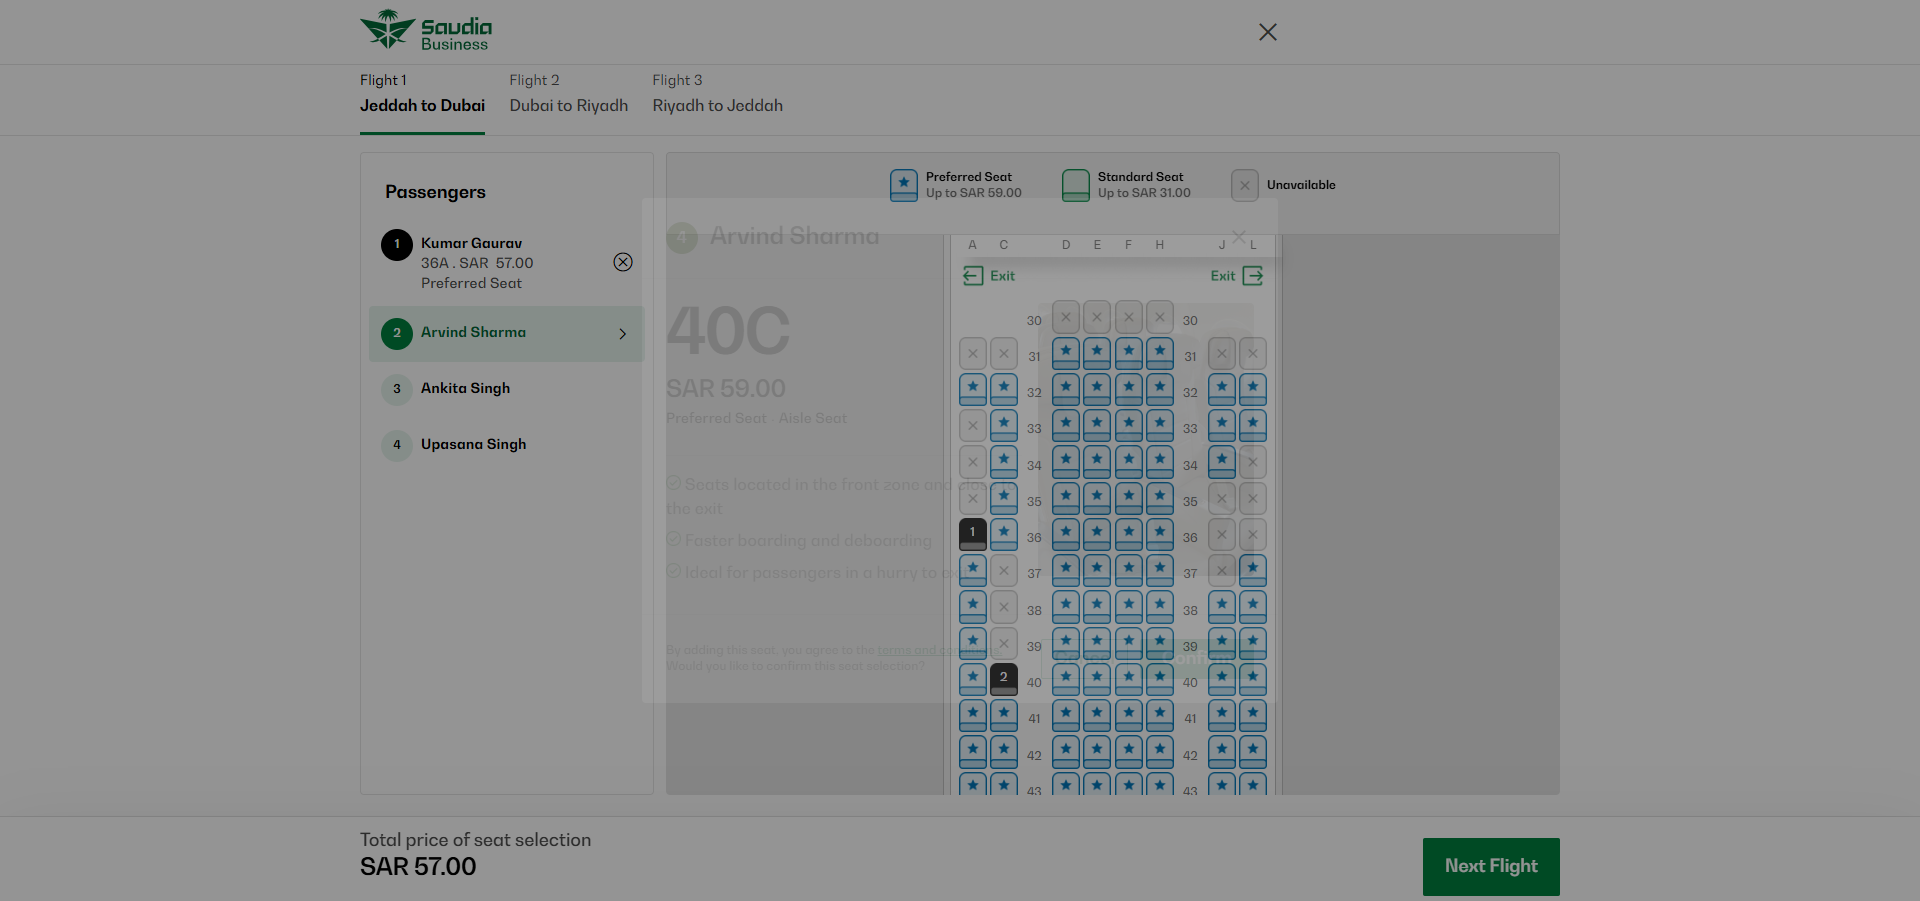 Saudia
Business
Flight 1
Jeddah to Dubai
Flight 2
Dubai to Riyadh
Flight 3
Riyadh to Jeddah
Passengers
1
Kumar Gaurav
36A . SAR 57.00
Preferred Seat
2
Arvind Sharma
3
Ankita Singh
4
Upasana Singh
Preferred Seat
Up to SAR 59.00
Standard Seat
Up to SAR 31.00
Unavailable
4
Arvind Sharma
40C
SAR 59.00
Preferred Seat · Aisle Seat
Seats located in the front zone and close to
the exit
Faster boarding and deboarding
Ideal for passengers in a hurry to exit
By adding this seat, you agree to the terms and conditions.
Would you like to confirm this seat selection?
Cancel
Confirm
A C D E F H J L
Exit Exit
30 30
31 31
32 32
33 33
34 34
35 35
1 36 36
37 37
38 38
39 39
2 40 40
41 41
42 42
43 43
Total price of seat selection
SAR 57.00
Next Flight